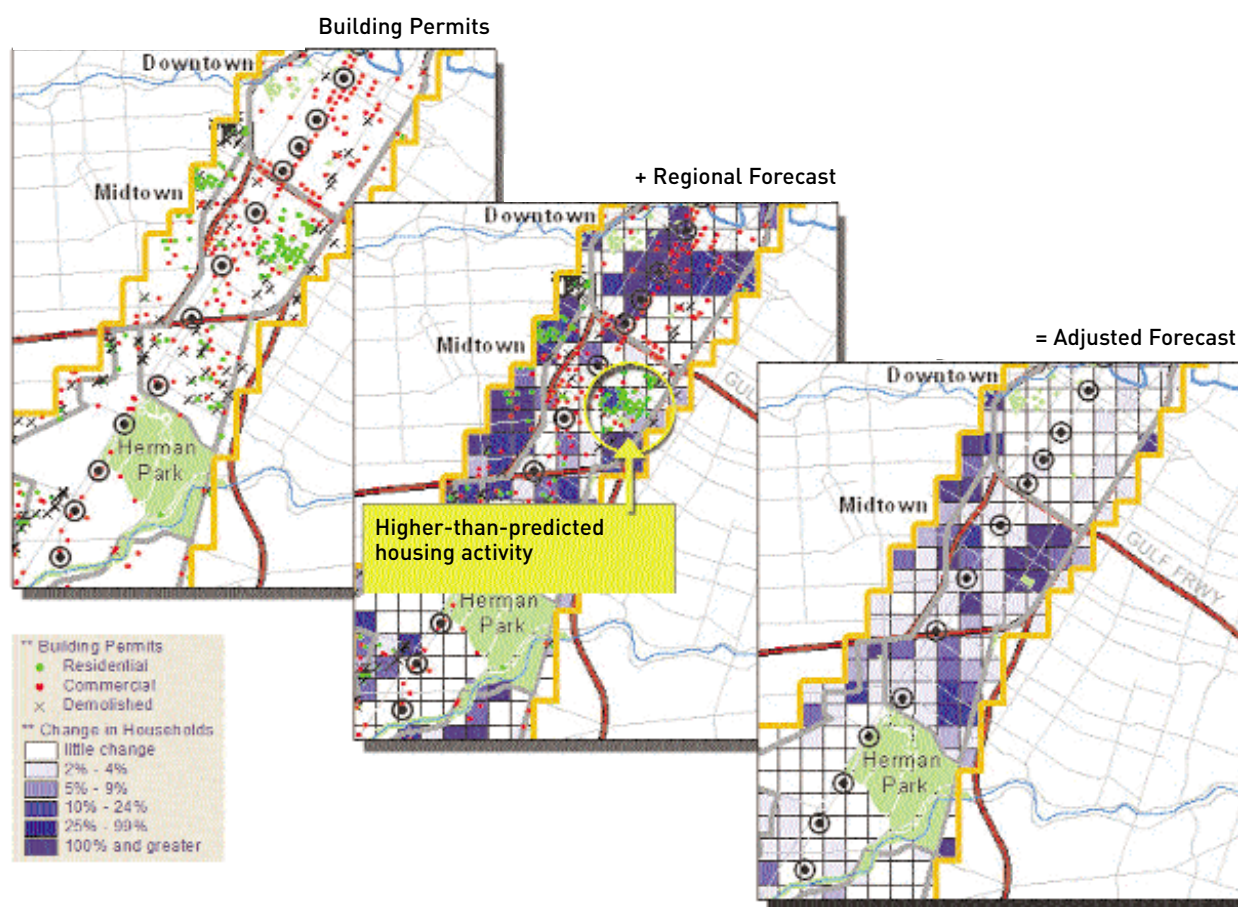 Building Permits
Downtown
Midtown
Herman
Park
+ Regional Forecast
Downtown
Midtown
GULF
Higher-than-predicted
housing activity
Herman
Park
= Adjusted Forecast
Downtown
Midtown
GULF FRWY
Herman
Park
** Building Permits
Residential
Commercial
Demolished
** Change in Households
little change
2% - 4%
5% - 9%
10% - 24%
25% - 99%
100% and greater